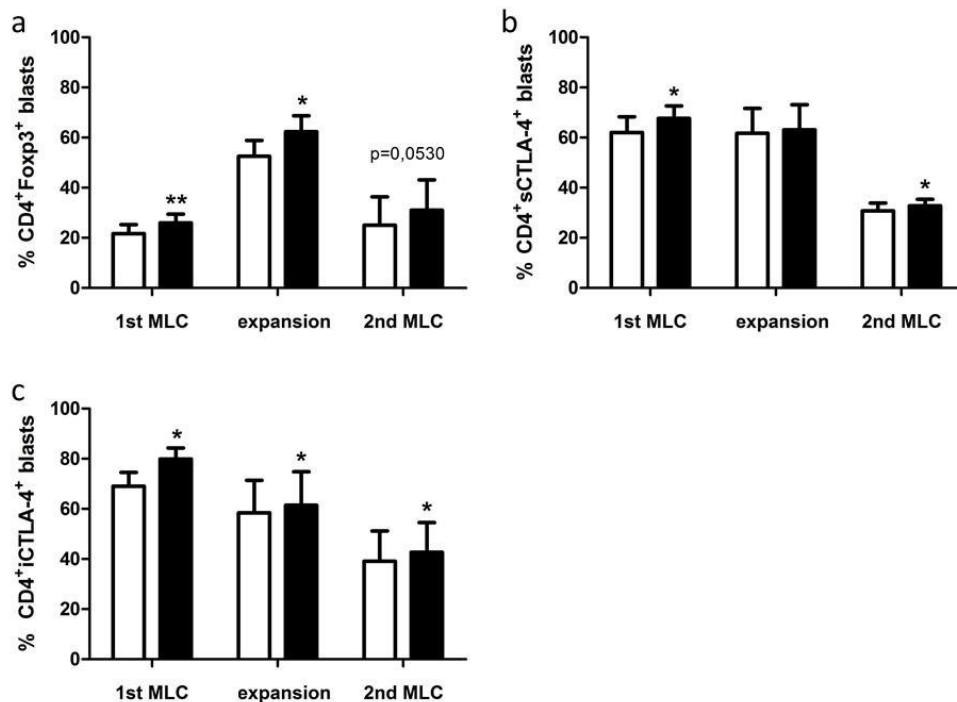 a
% CD4+Foxp3+ blasts
100
80
60
40
20
0
**
*
p=0,0530
1st MLC expansion 2nd MLC
b
% CD4+sCTLA-4+ blasts
100
80
60
40
20
0
*
*
1st MLC expansion 2nd MLC
c
% CD4+iCTLA-4+ blasts
100
80
60
40
20
0
*
*
*
1st MLC expansion 2nd MLC